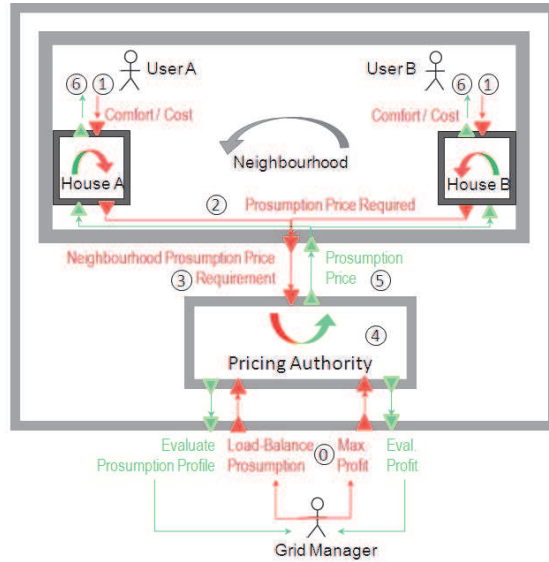 User A
User B
⑥ ①
⑥ ①
Comfort / Cost
Comfort / Cost
Neighbourhood
House A
House B
② Prosumption Price Required
Neighbourhood Prosumption Price
③ Requirement
Prosumption
Price ⑤
④
Pricing Authority
Evaluate
Prosumption Profile
Load-Balance
Prosumption
⓪
Max.
Profit
Eval.
Profit
Grid Manager